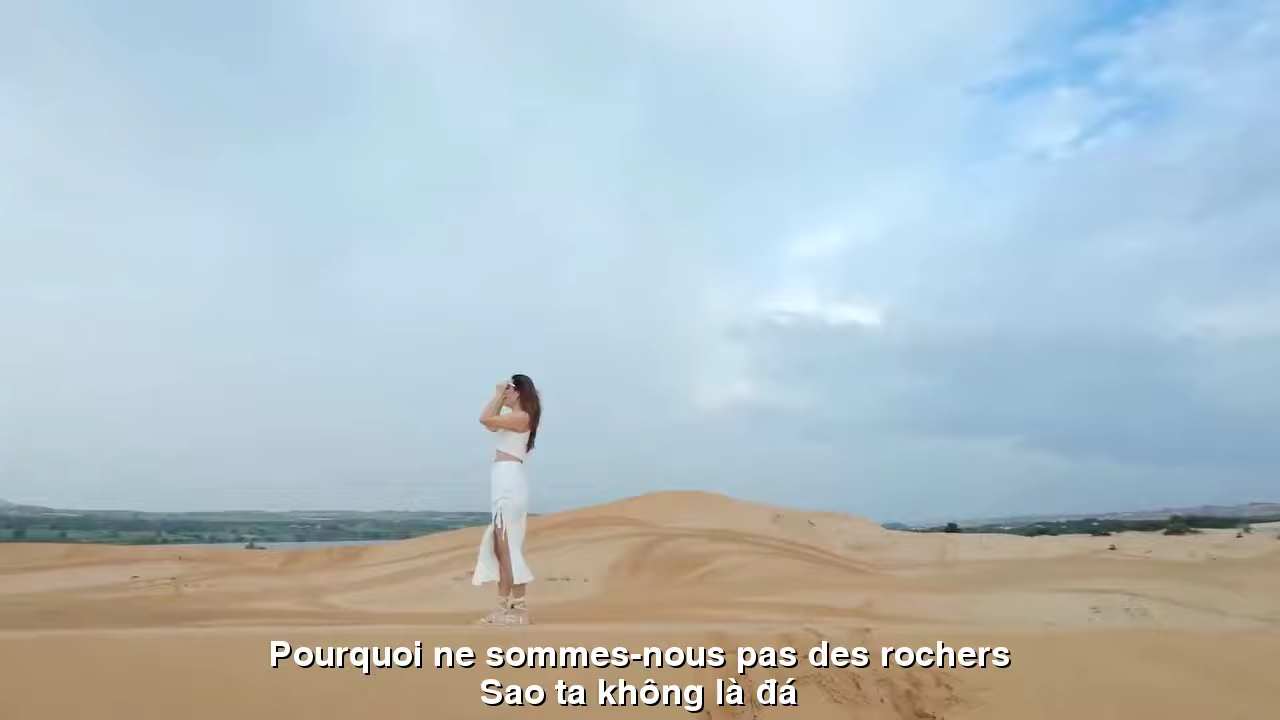 Pourquoi ne sommes-nous pas des rochers
Sao ta không là đá